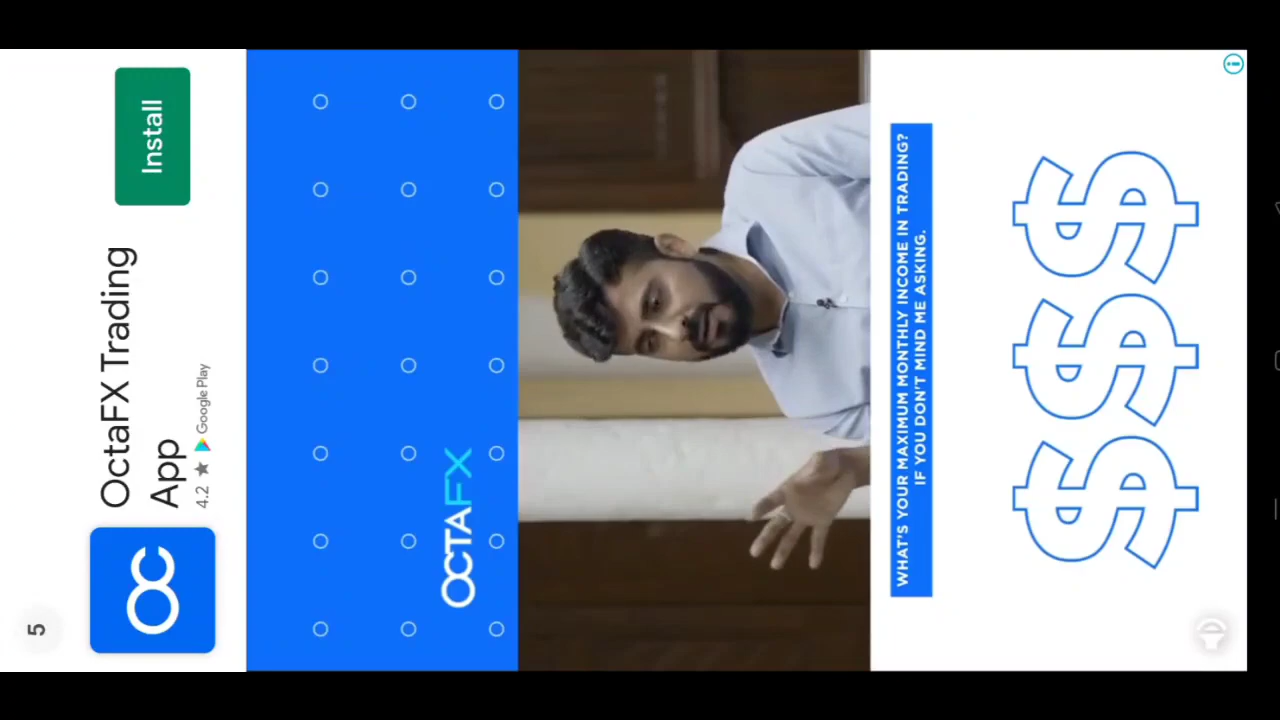 WHAT'S YOUR MAXIMUM MONTHLY INCOME IN TRADING?
IF YOU DON'T MIND ME ASKING.
$$$
OCTAFX
5
OctaFX Trading
App
4.2 ★ Google Play
Install